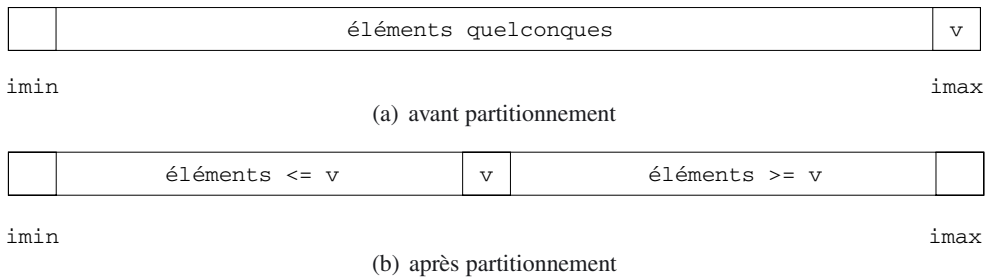 éléments quelconques v
imin imax
(a) avant partitionnement
éléments <= v v éléments >= v
imin imax
(b) après partitionnement